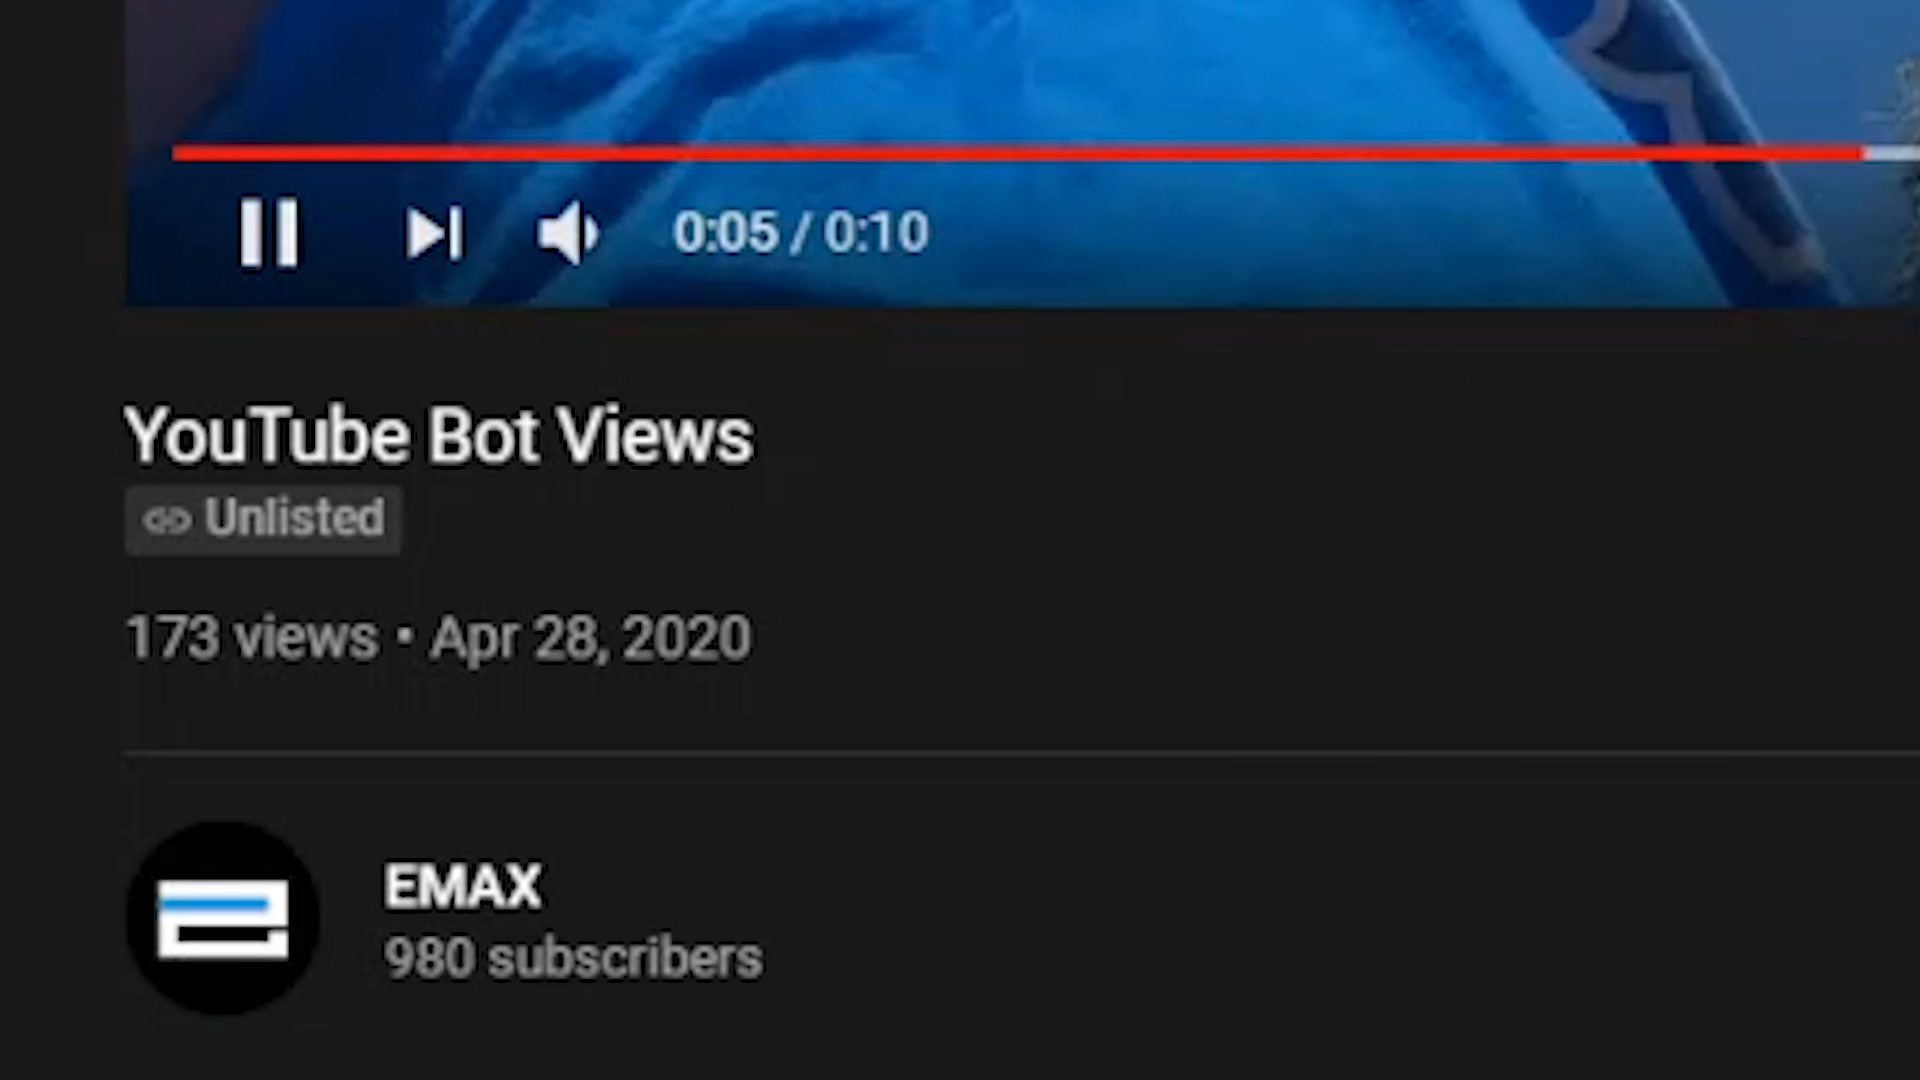 0:05 / 0:10
YouTube Bot Views
Unlisted
173 views • Apr 28, 2020
EMAX
980 subscribers